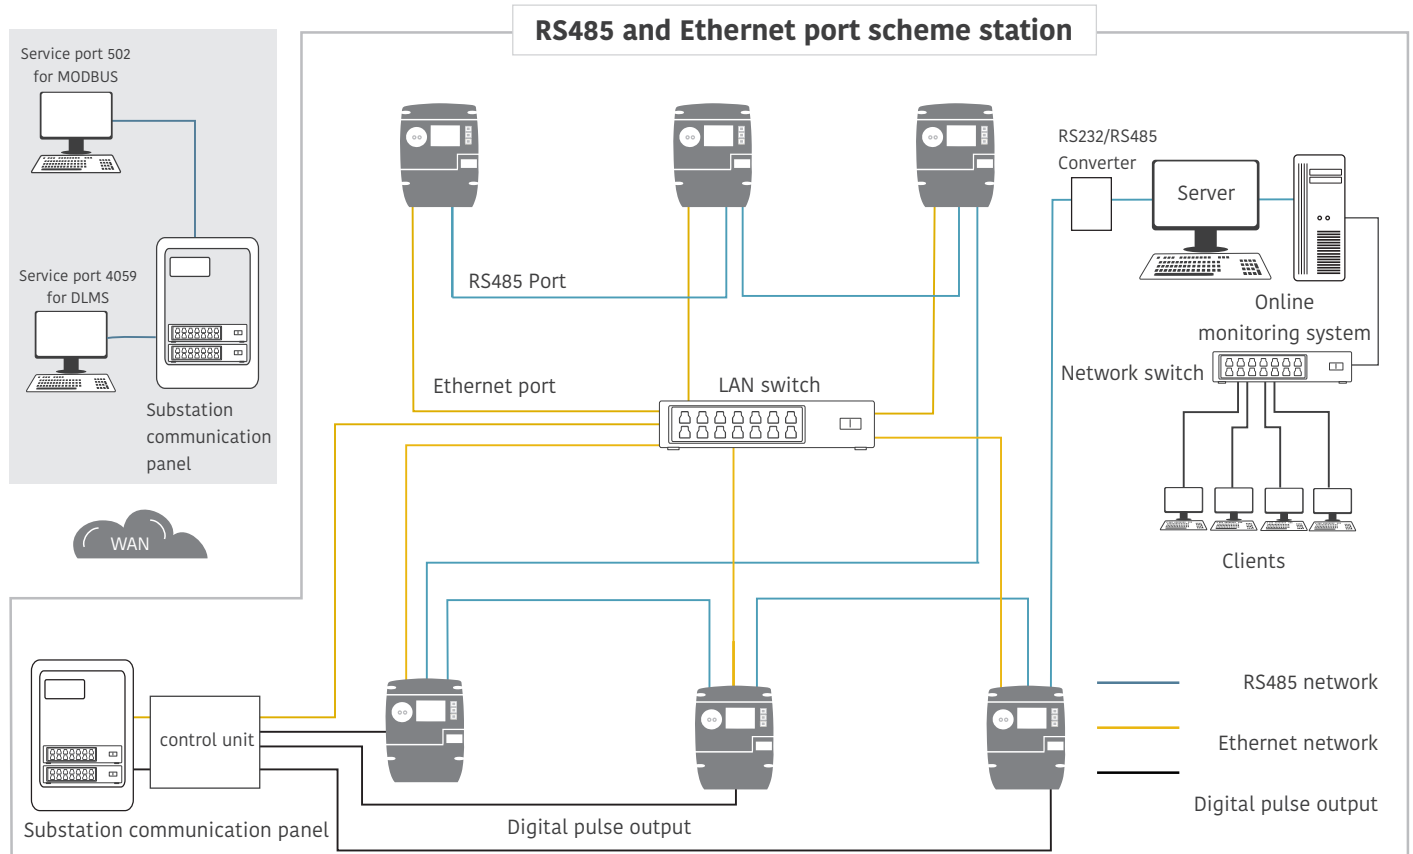 RS485 and Ethernet port scheme station
Service port 502
for MODBUS
Service port 4059
for DLMS
Substation
communication
panel
WAN
RS485 Port
Ethernet port
LAN switch
RS232/RS485
Converter
Server
Online
monitoring system
Network switch
Clients
control unit
Substation communication panel
Digital pulse output
RS485 network
Ethernet network
Digital pulse output